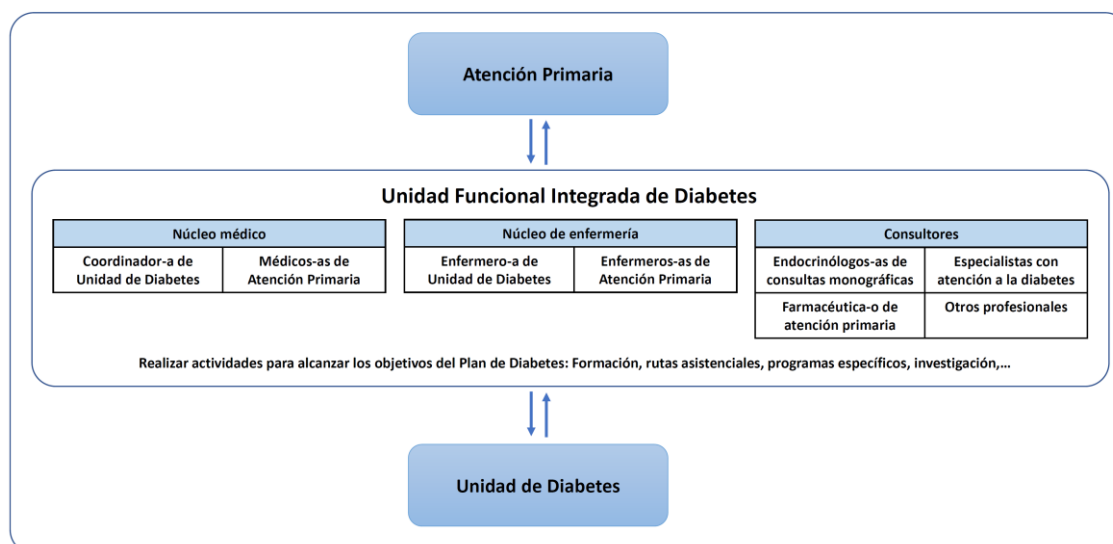 Atención Primaria
Unidad Funcional Integrada de Diabetes
Núcleo médico
Coordinador-a de
Unidad de Diabetes
Médicos-as de
Atención Primaria
Núcleo de enfermería
Enfermero-a de
Unidad de Diabetes
Enfermeros-as de
Atención Primaria
Consultores
Endocrinólogos-as de
consultas monográficas
Especialistas con
atención a la diabetes
Farmacéutica-o de
atención primaria
Otros profesionales
Realizar actividades para alcanzar los objetivos del Plan de Diabetes: Formación, rutas asistenciales, programas específicos, investigación,...
Unidad de Diabetes